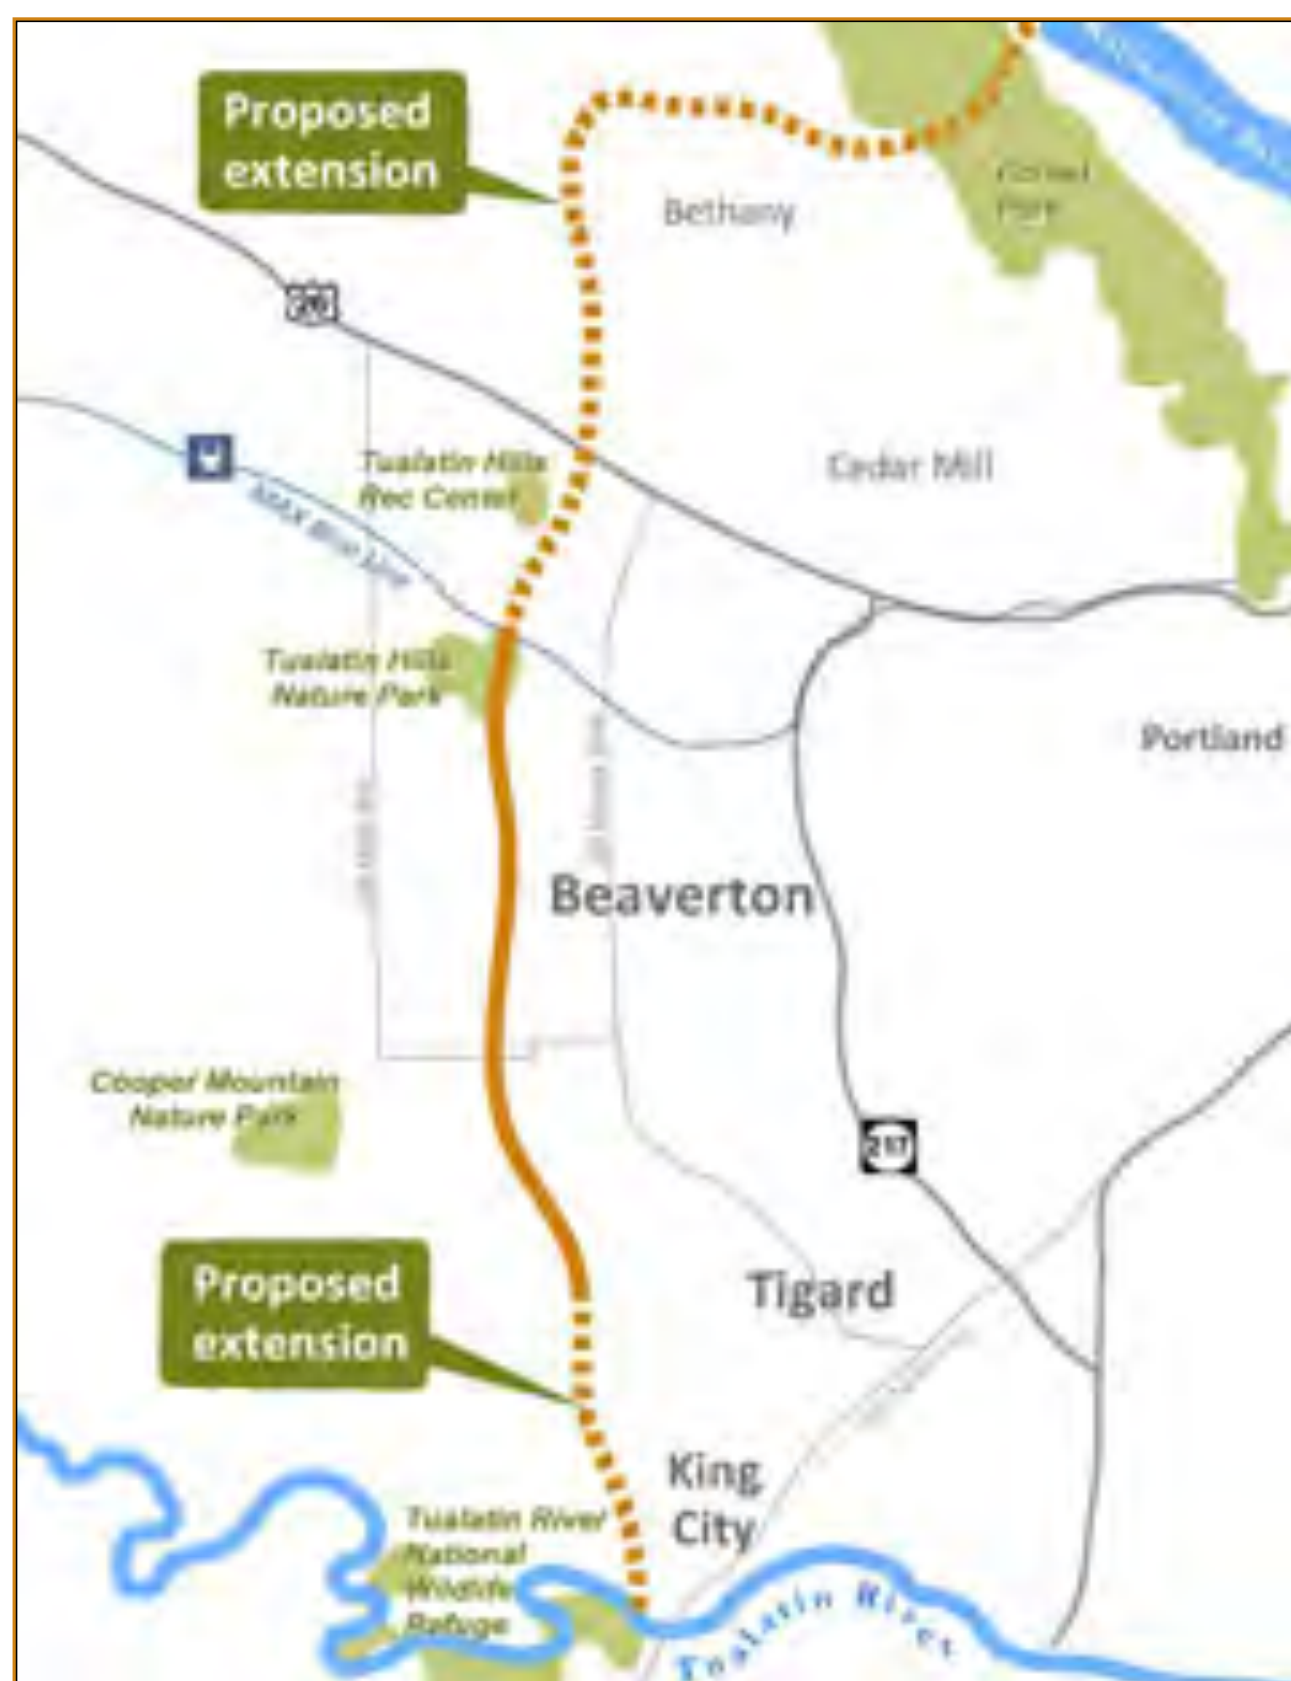 Proposed
extension
Bethany
26
Cedar Mill
Tualatin Hills
Rec Center
MAX Blue Line
Tualatin Hills
Nature Park
Portland
Beaverton
Cooper Mountain
Nature Park
217
Tigard
Proposed
extension
King
City
Tualatin River
National
Wildlife
Refuge
Tualatin River